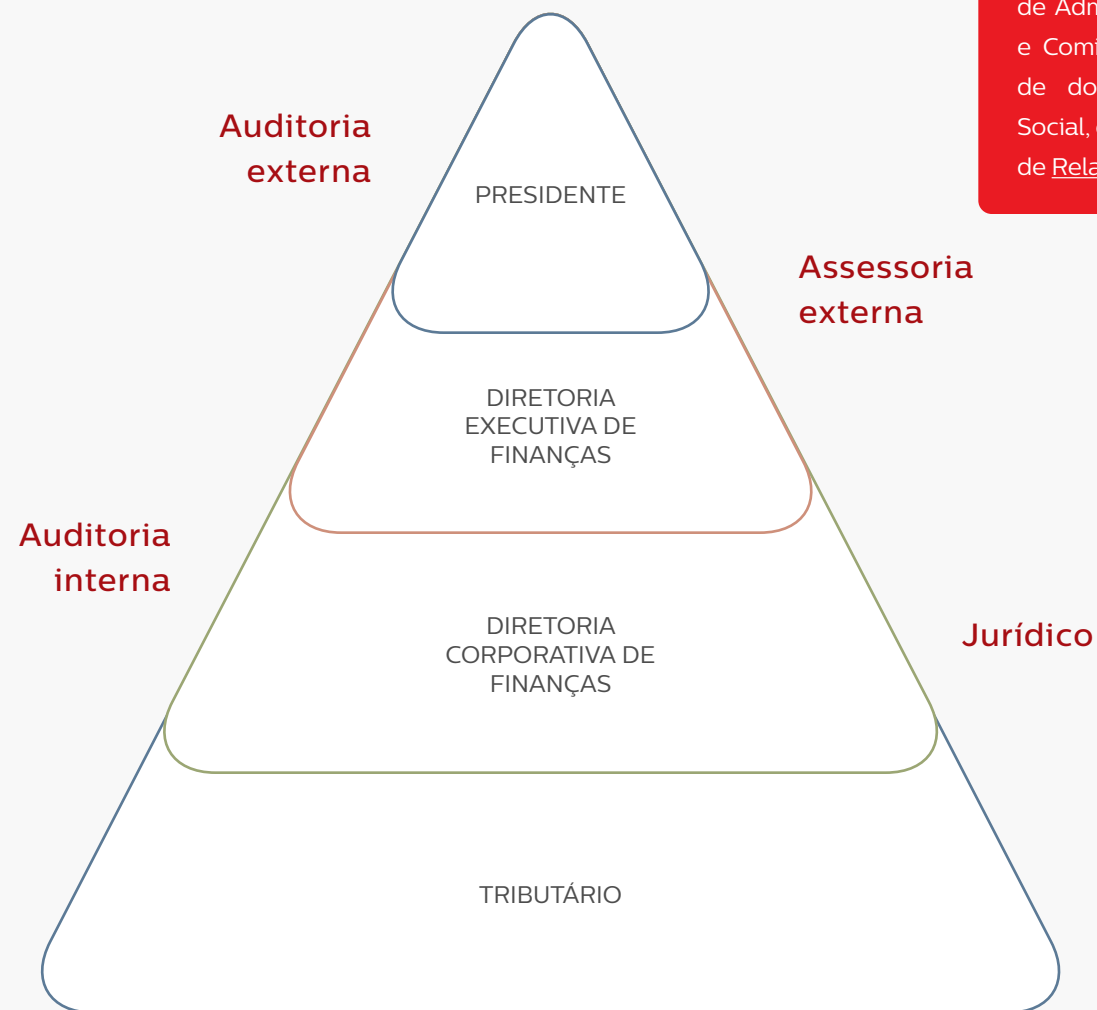 de Adm
e Comi
de do
Social,
de Rela
Auditoria
externa
PRESIDENTE
Assessoria
externa
DIRETORIA
EXECUTIVA DE
FINANÇAS
Auditoria
interna
DIRETORIA
CORPORATIVA DE
FINANÇAS
Jurídico
TRIBUTÁRIO